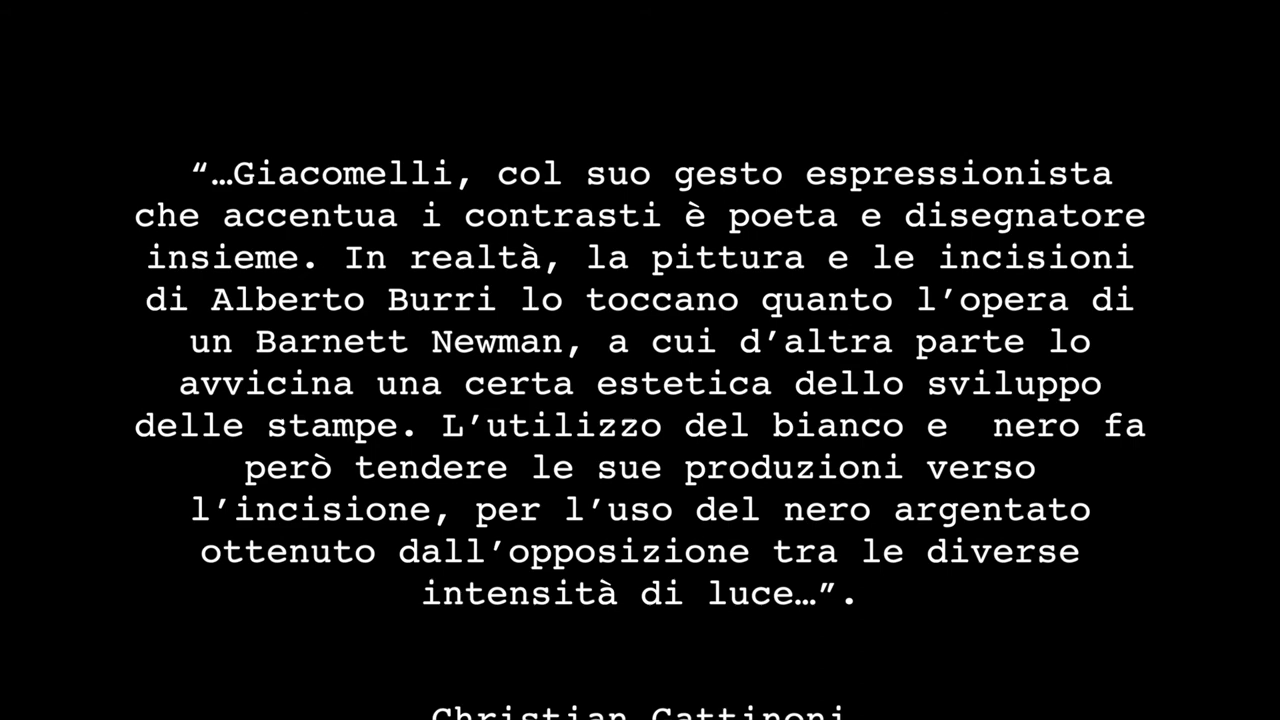 “…Giacomelli, col suo gesto espressionista
che accentua i contrasti è poeta e disegnatore
insieme. In realtà, la pittura e le incisioni
di Alberto Burri lo toccano quanto l’opera di
un Barnett Newman, a cui d’altra parte lo
avvicina una certa estetica dello sviluppo
delle stampe. L’utilizzo del bianco e  nero fa
però tendere le sue produzioni verso
l’incisione, per l’uso del nero argentato
ottenuto dall’opposizione tra le diverse
intensità di luce…”.
Christian Cattinoni